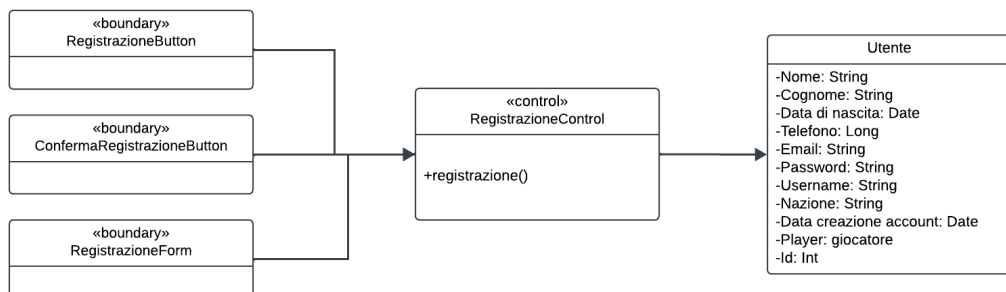 «boundary»
RegistrazioneButton
«boundary»
ConfermaRegistrazioneButton
«boundary»
RegistrazioneForm
«control»
RegistrazioneControl
+registrazione()
Utente
-Nome: String
-Cognome: String
-Data di nascita: Date
-Telefono: Long
-Email: String
-Password: String
-Username: String
-Nazione: String
-Data creazione account: Date
-Player: giocatore
-Id: Int